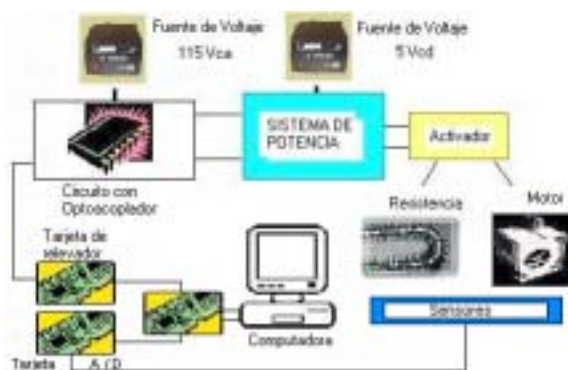 Fuente de Voltaje
115 Vca
Fuente de Voltaje
5 Vcd
SISTEMA DE
POTENCIA
Activador
Circuito con
Optoacoplador
Resistencia
Motor
Tarjeta de
relevador
Computadora
Sensores
Tarjeta A / D